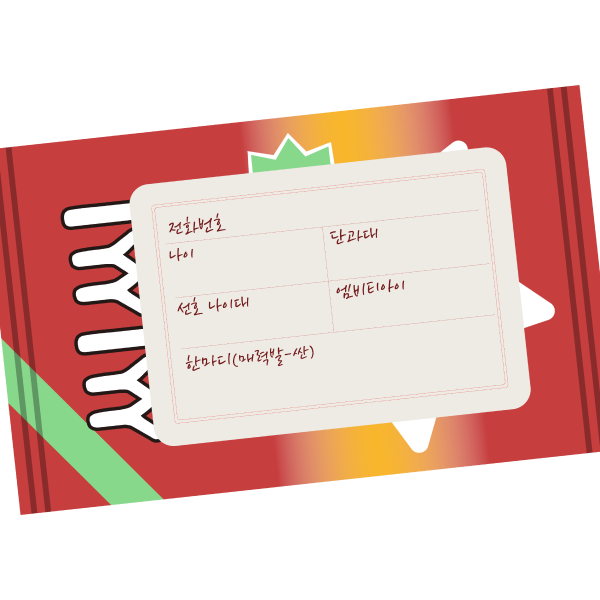 전화번호
나이
단과대
선호 나이대
엠비티아이
한마디(매력발-싼)